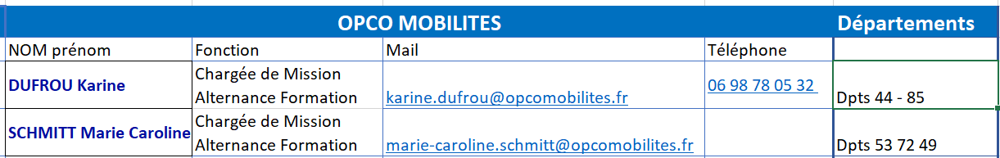 OPCO MOBILITES Départements
NOM prénom Fonction Mail Téléphone
DUFROU Karine Chargée de Mission Alternance Formation karine.dufrou@opcomobilites.fr 06 98 78 05 32 Dpts 44 - 85
SCHMITT Marie Caroline Chargée de Mission Alternance Formation marie-caroline.schmitt@opcomobilites.fr Dpts 53 72 49